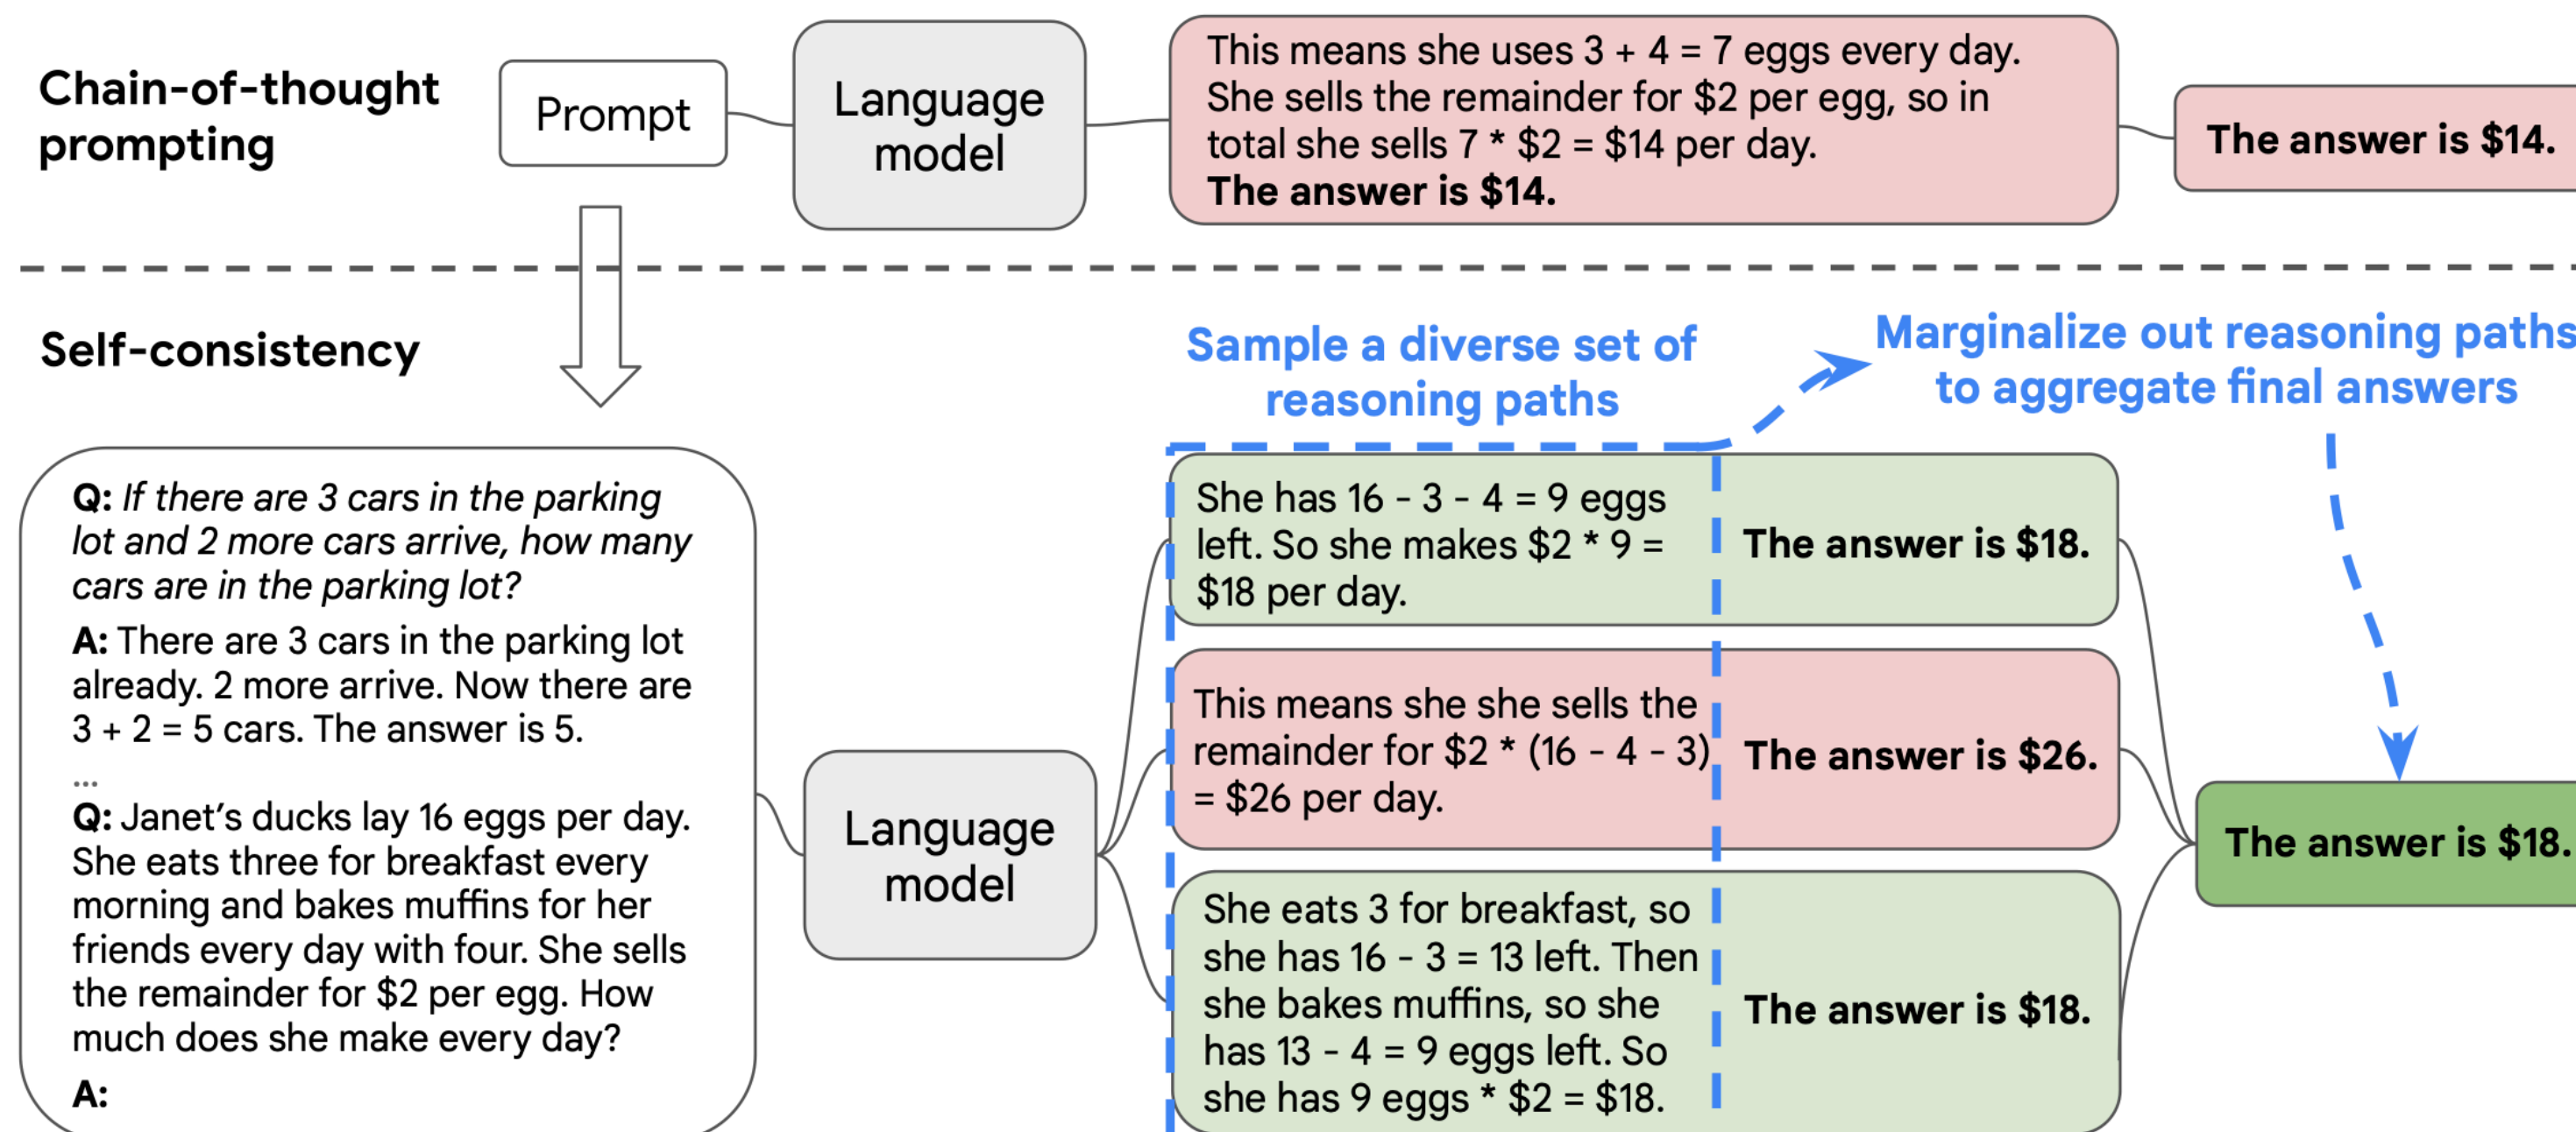 Chain-of-thought
prompting
Prompt
Language
model
This means she uses 3 + 4 = 7 eggs every day.
She sells the remainder for $2 per egg, so in
total she sells 7 * $2 = $14 per day.
The answer is $14.
The answer is $14.
Self-consistency
Sample a diverse set of
reasoning paths
Marginalize out reasoning paths
to aggregate final answers
Q: If there are 3 cars in the parking
lot and 2 more cars arrive, how many
cars are in the parking lot?
A: There are 3 cars in the parking lot
already. 2 more arrive. Now there are
3 + 2 = 5 cars. The answer is 5.
...
Q: Janet’s ducks lay 16 eggs per day.
She eats three for breakfast every
morning and bakes muffins for her
friends every day with four. She sells
the remainder for $2 per egg. How
much does she make every day?
A:
Language
model
She has 16 - 3 - 4 = 9 eggs
left. So she makes $2 * 9 =
$18 per day.
The answer is $18.
This means she she sells the
remainder for $2 * (16 - 4 - 3)
= $26 per day.
The answer is $26.
She eats 3 for breakfast, so
she has 16 - 3 = 13 left. Then
she bakes muffins, so she
has 13 - 4 = 9 eggs left. So
she has 9 eggs * $2 = $18.
The answer is $18.
The answer is $18.